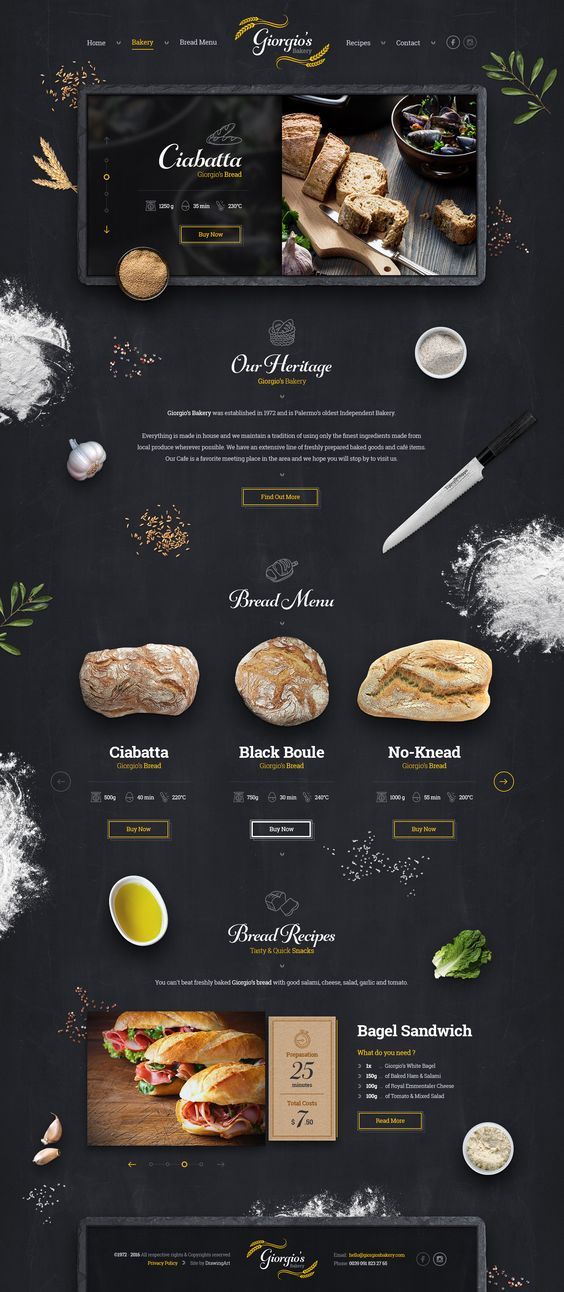 Home
Bakery
Bread Menu
Giorgio's
Bakery
Recipes
Contact
Ciabatta
Giorgio's Bread
1250 g
35 min
230°C
Buy Now
Our Heritage
Giorgio's Bakery
Giorgio's Bakery was established in 1972 and is Palermo's oldest Independent Bakery.
Everything is made in house and we maintain a tradition of using only the finest ingredients made from
local produce wherever possible. We have an extensive line of freshly prepared baked goods and café items.
Our Cafe is a favorite meeting place in the area and we hope you will stop by to visit us.
Find Out More
Bread Menu
Ciabatta
Giorgio's Bread
500g
40 min
220°C
Buy Now
Black Boule
Giorgio's Bread
750g
30 min
240°C
Buy Now
No-Knead
Giorgio's Bread
1000 g
55 min
200°C
Buy Now
Bread Recipes
Tasty & Quick Snacks
You can't beat freshly baked Giorgio's bread with good salami, cheese, salad, garlic and tomato.
Preparation
25
minutes
Total Costs
$7.50
Bagel Sandwich
What do you need ?
1x ... Giorgio's White Bagel
150g ... of Baked Ham & Salami
100g ... of Royal Emmentaler Cheese
100g ... of Tomato & Mixed Salad
Read More
©1972 - 2016 All respective rights & Copyrights reserved
Privacy Policy
Site by DrawingArt
Giorgio's
Bakery
Email: hello@giorgiosbakery.com
Phone: 0039 091 823 27 65